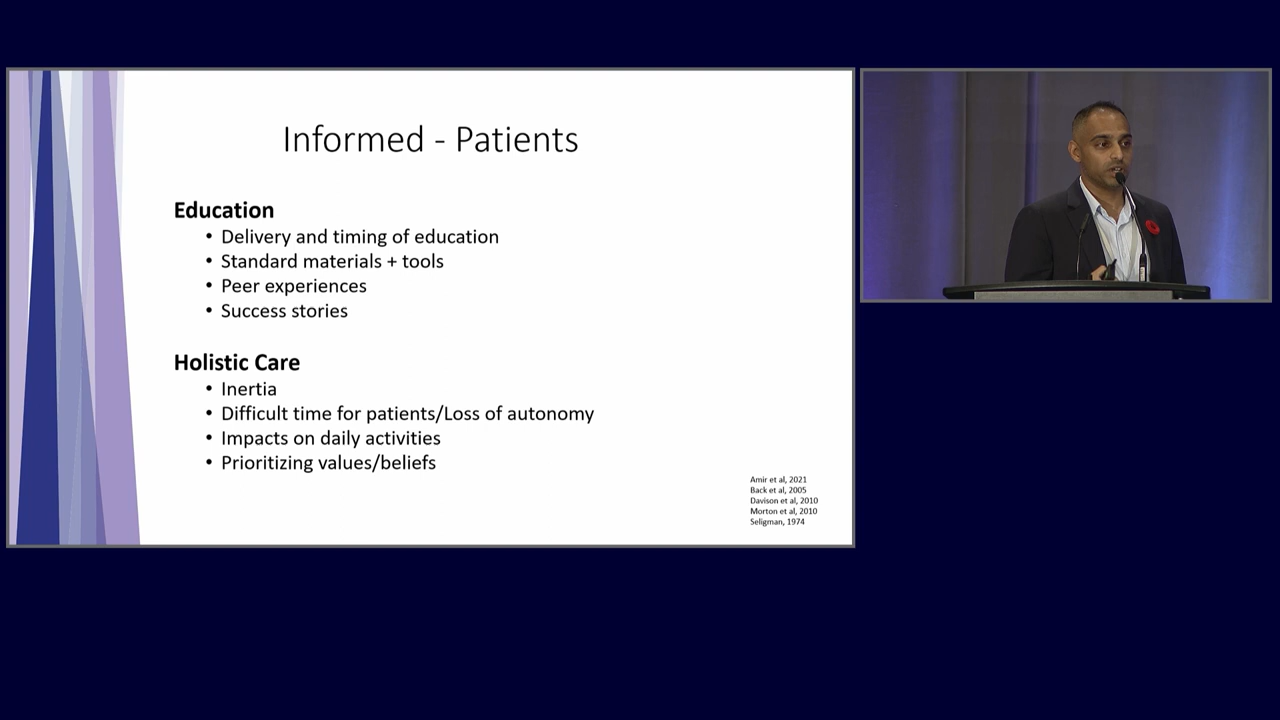 Informed - Patients
Education
• Delivery and timing of education
• Standard materials + tools
• Peer experiences
• Success stories
Holistic Care
• Inertia
• Difficult time for patients/Loss of autonomy
• Impacts on daily activities
• Prioritizing values/beliefs
Amir et al, 2021
Back et al, 2005
Davison et al, 2010
Morton et al, 2010
Seligman, 1974